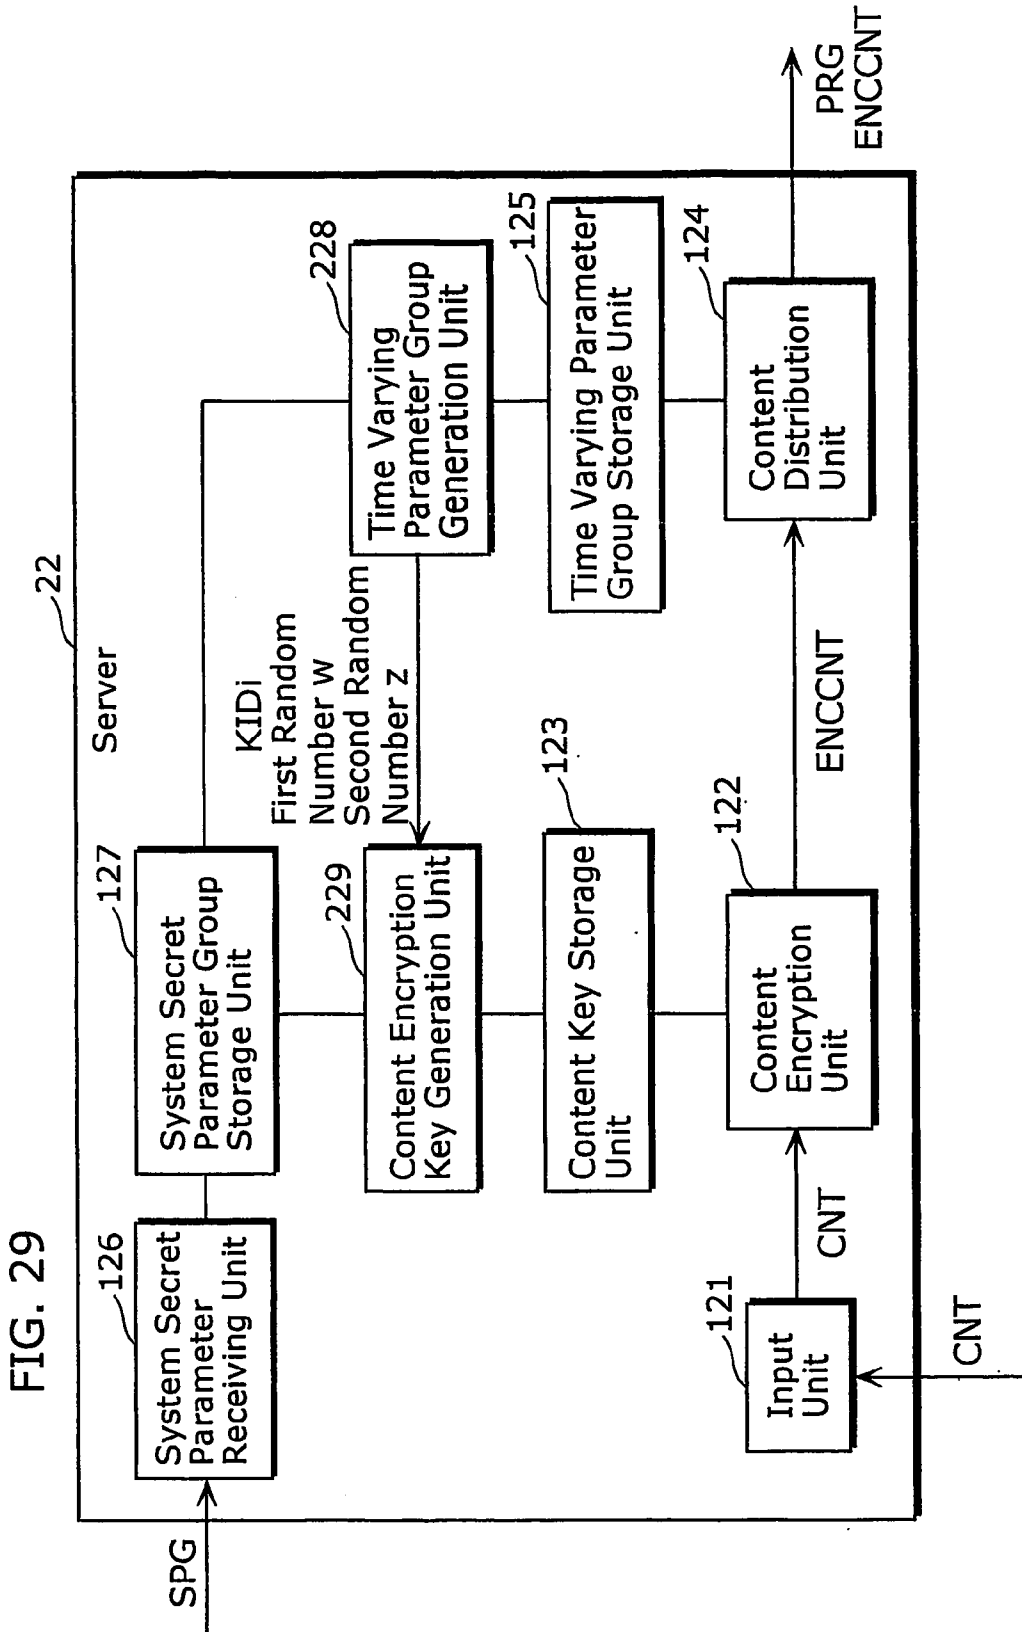 FIG. 29
22
Server
SPG
126
System Secret
Parameter
Receiving Unit
127
System Secret
Parameter Group
Storage Unit
KIDi
First Random
Number w
Second Random
Number z
228
Time Varying
Parameter Group
Generation Unit
229
Content Encryption
Key Generation Unit
123
Content Key Storage
Unit
125
Time Varying Parameter
Group Storage Unit
121
Input
Unit
CNT
CNT
122
Content
Encryption
Unit
ENCCNT
124
Content
Distribution
Unit
PRG
ENCCNT